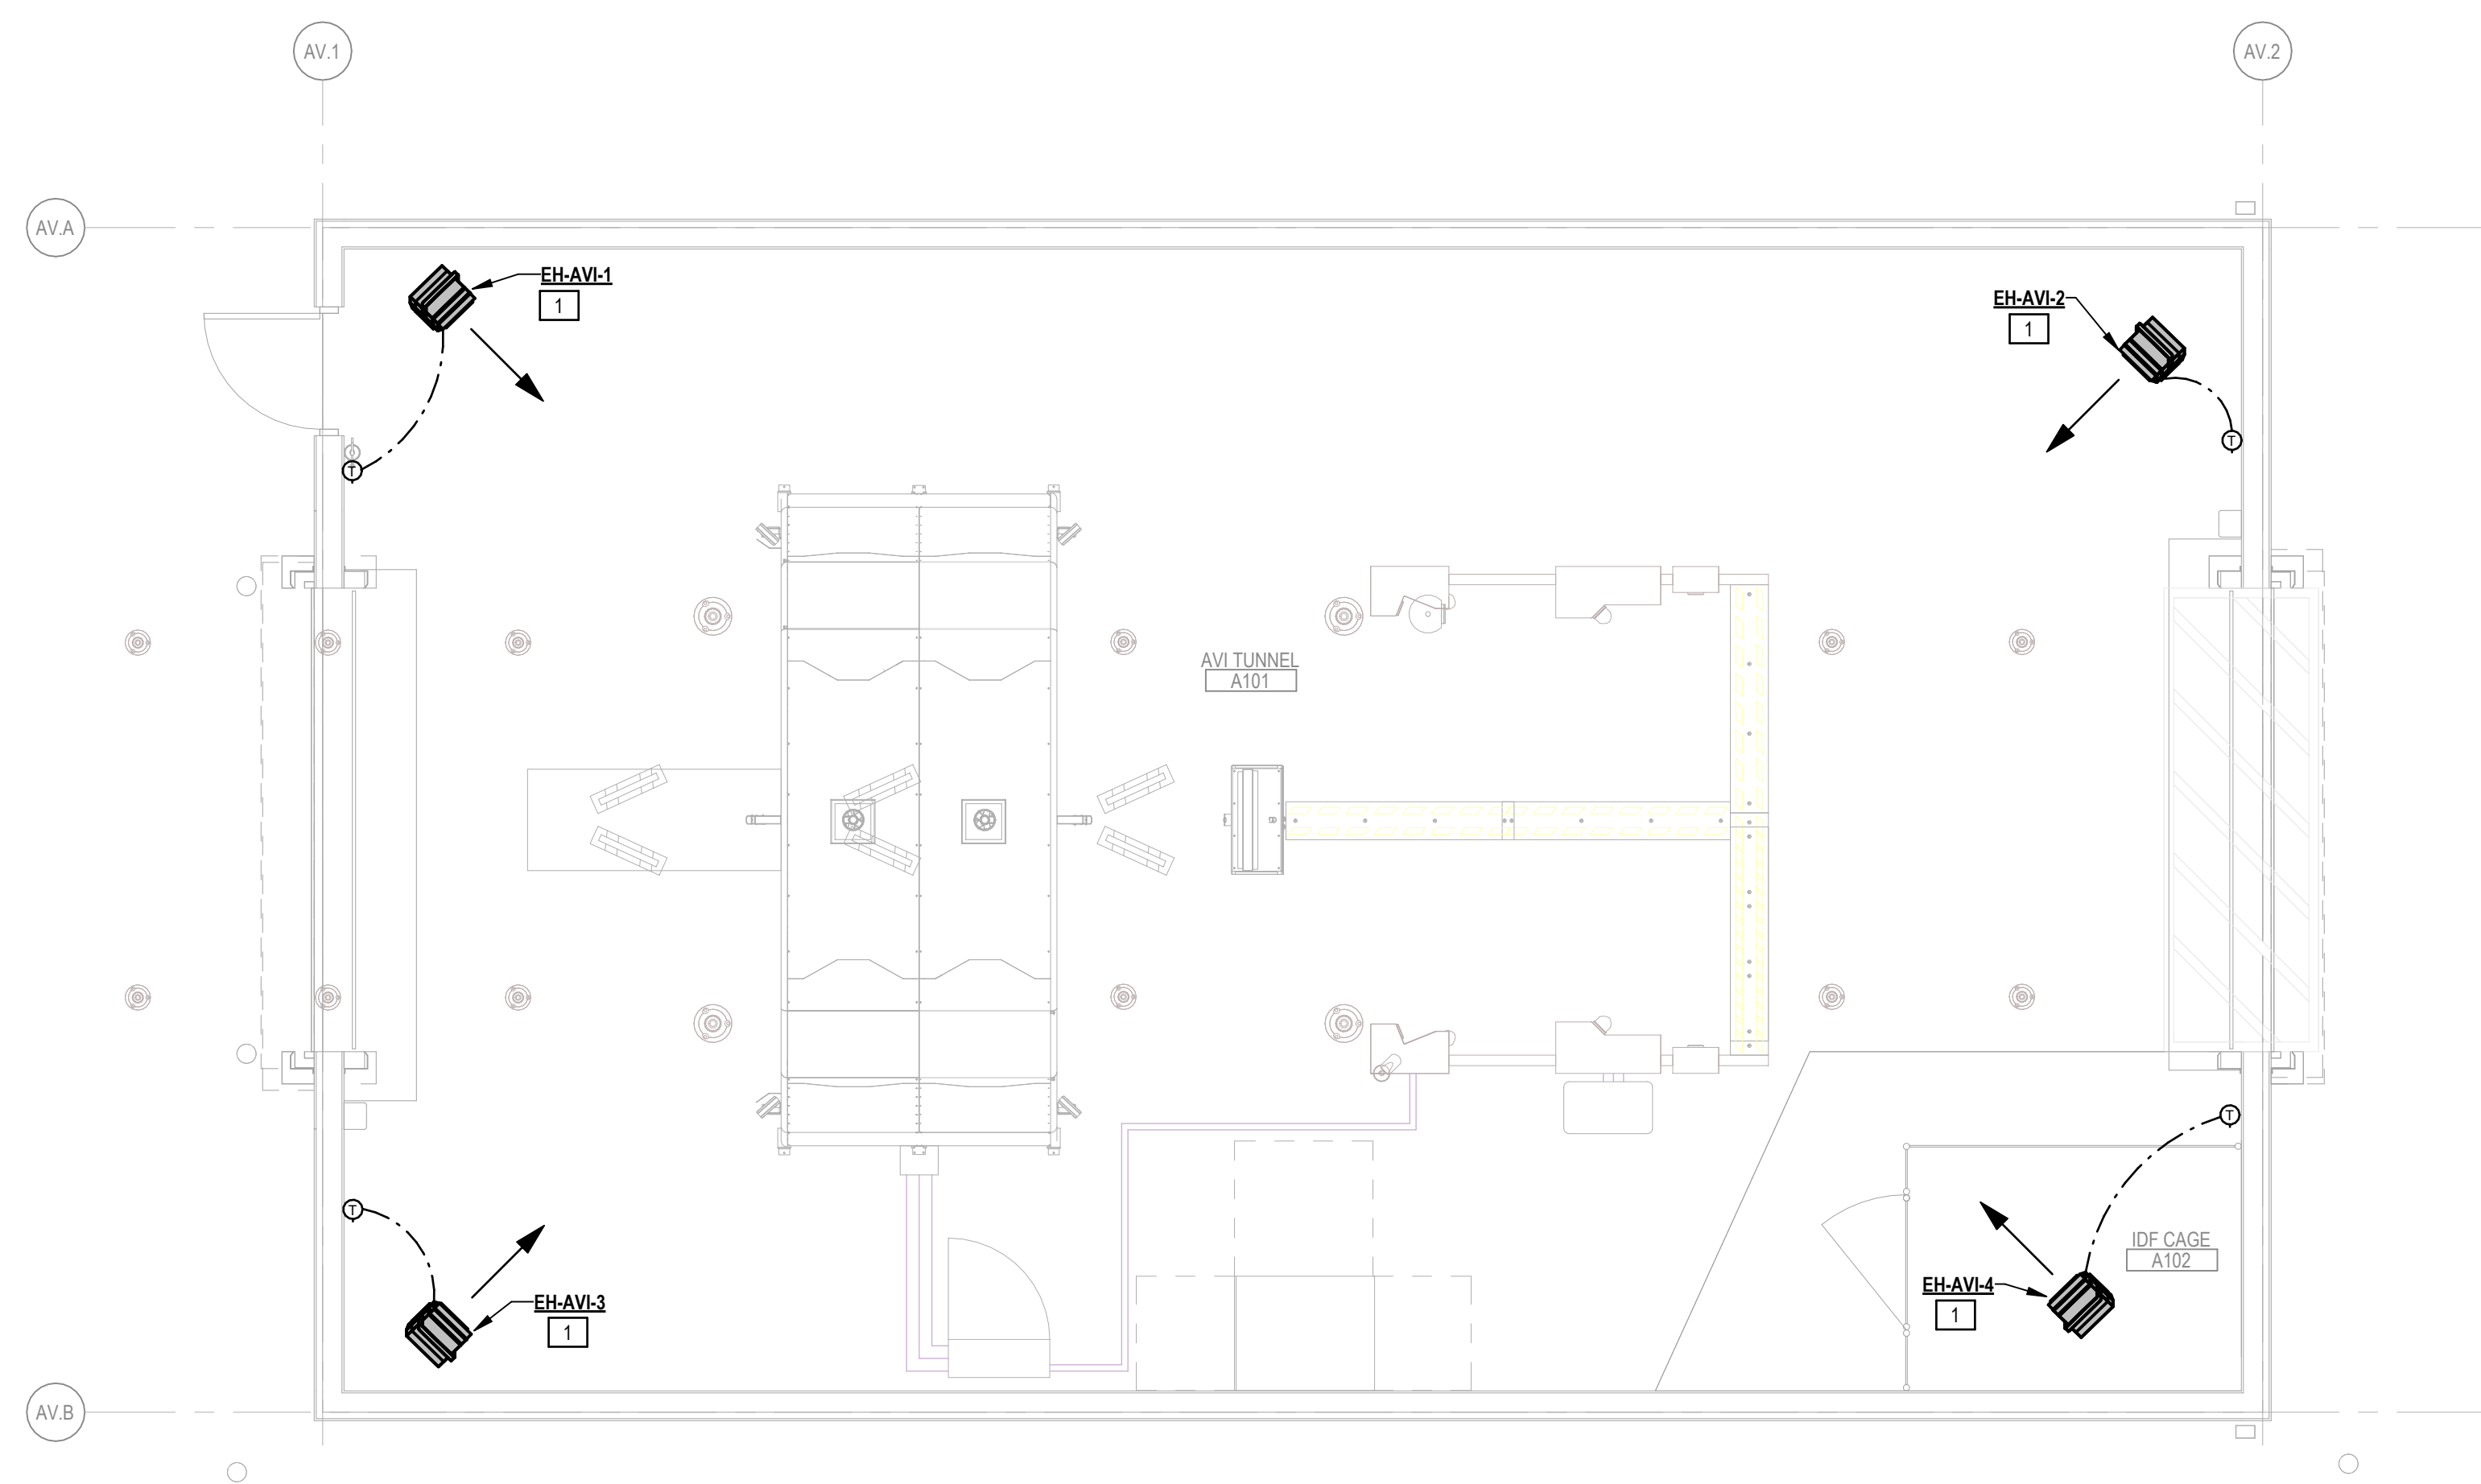 AV.1
AV.2
AV.A
EH-AVI-1
1
EH-AVI-2
1
T
T
AVI TUNNEL
A101
T
T
IDF CAGE
A102
EH-AVI-3
1
EH-AVI-4
1
AV.B